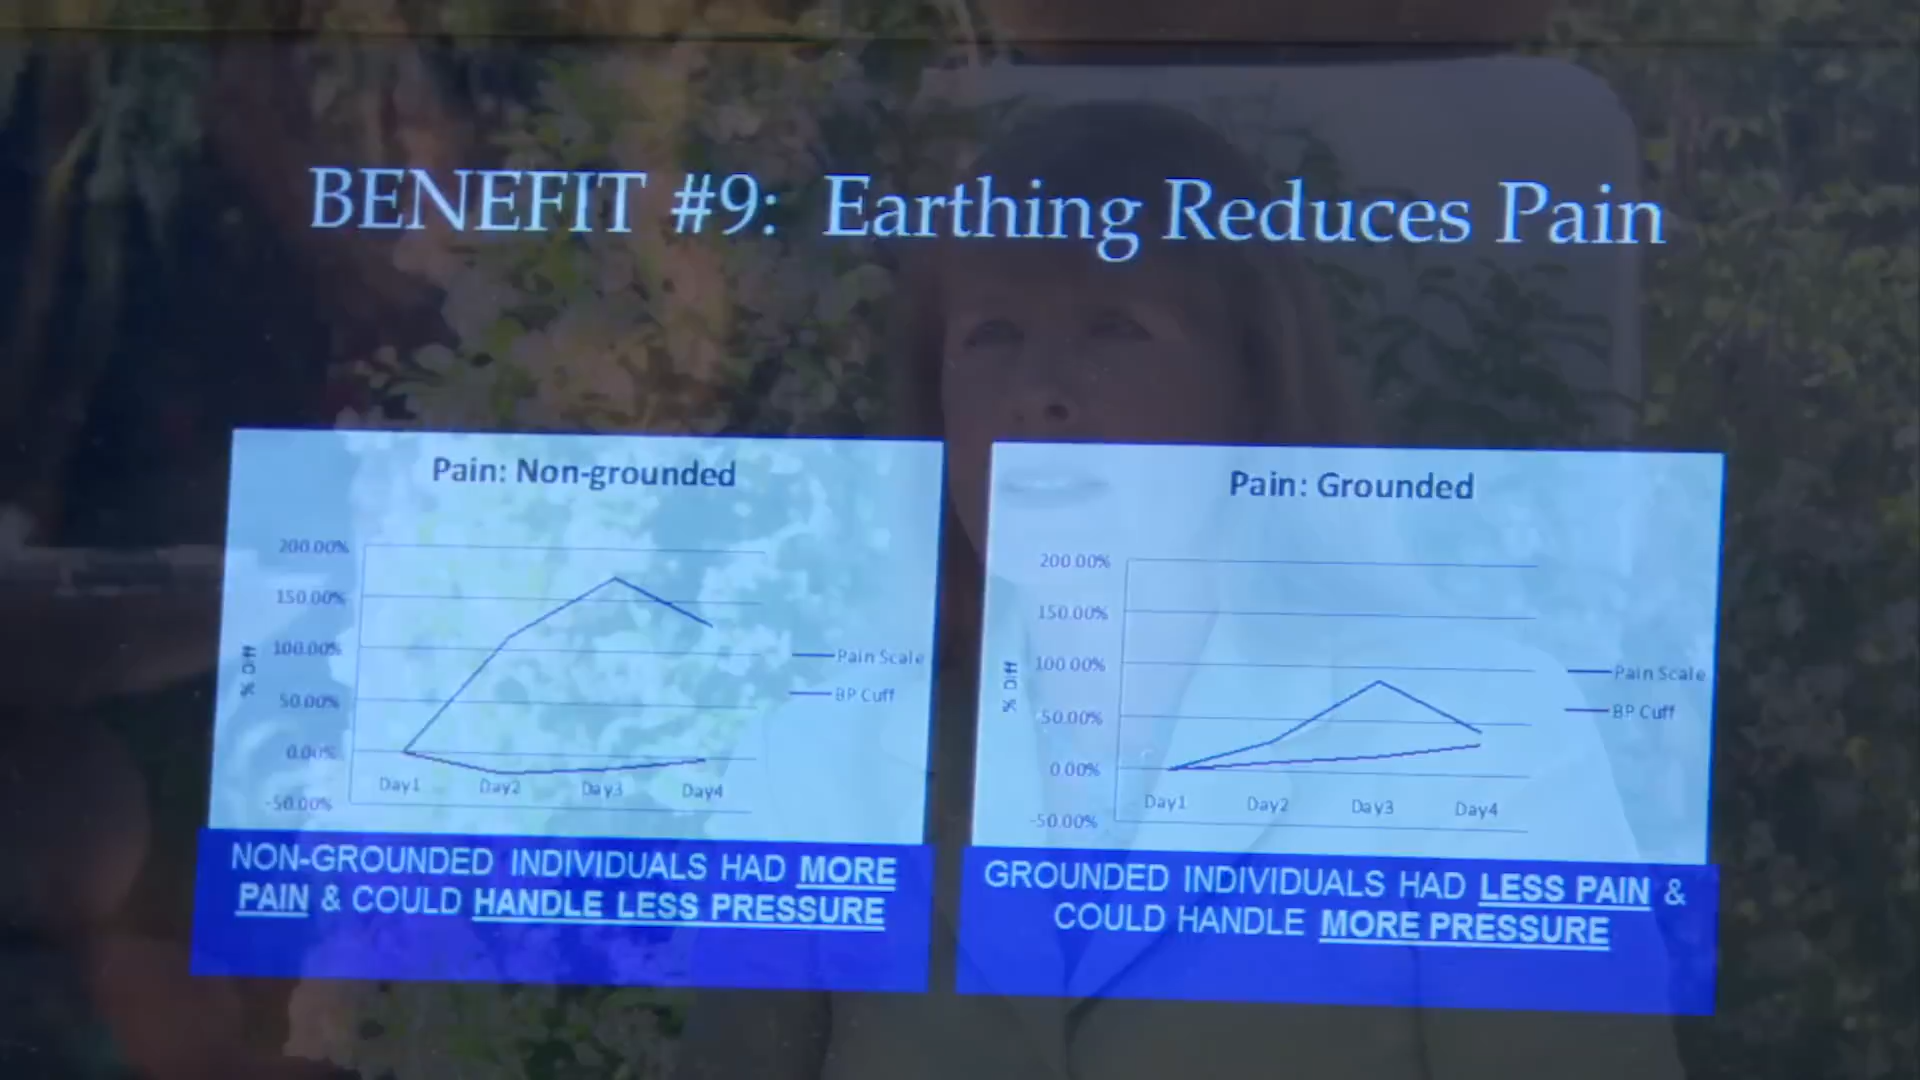 BENEFIT #9: Earthing Reduces Pain
Pain: Non-grounded
200.00%
150.00%
100.00%
50.00%
0.00%
-50.00%
% Diff
Day1 Day2 Day3 Day4
Pain Scale
BP Cuff
NON-GROUNDED INDIVIDUALS HAD MORE
PAIN & COULD HANDLE LESS PRESSURE
Pain: Grounded
200.00%
150.00%
100.00%
50.00%
0.00%
-50.00%
% Diff
Day1 Day2 Day3 Day4
Pain Scale
BP Cuff
GROUNDED INDIVIDUALS HAD LESS PAIN &
COULD HANDLE MORE PRESSURE